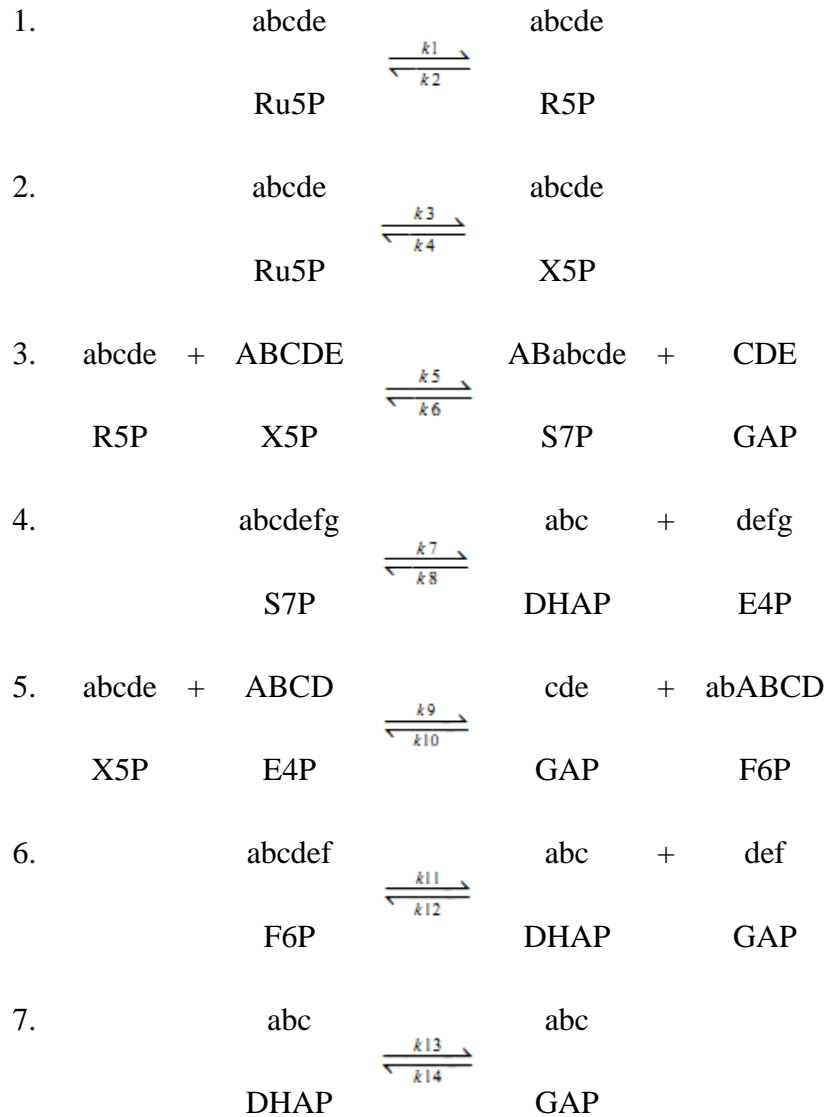 1. abcde k1 abcde
k2
Ru5P R5P
2. abcde k3 abcde
k4
Ru5P X5P
3. abcde + ABCDE k5 ABabcde + CDE
k6
R5P X5P S7P GAP
4. abcdefg k7 abc + defg
k8
S7P DHAP E4P
5. abcde + ABCD k9 cde + abABCD
k10
X5P E4P GAP F6P
6. abcdef k11 abc + def
k12
F6P DHAP GAP
7. abc k13 abc
k14
DHAP GAP